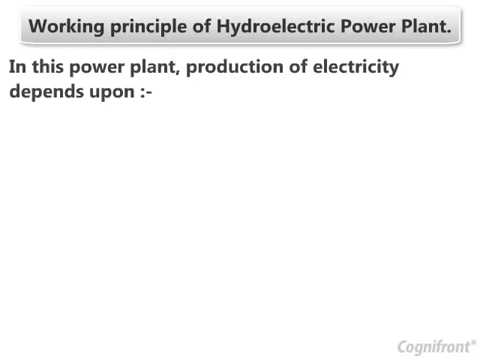 Working principle of Hydroelectric Power Plant.
In this power plant, production of electricity
depends upon :-
Cognifront®